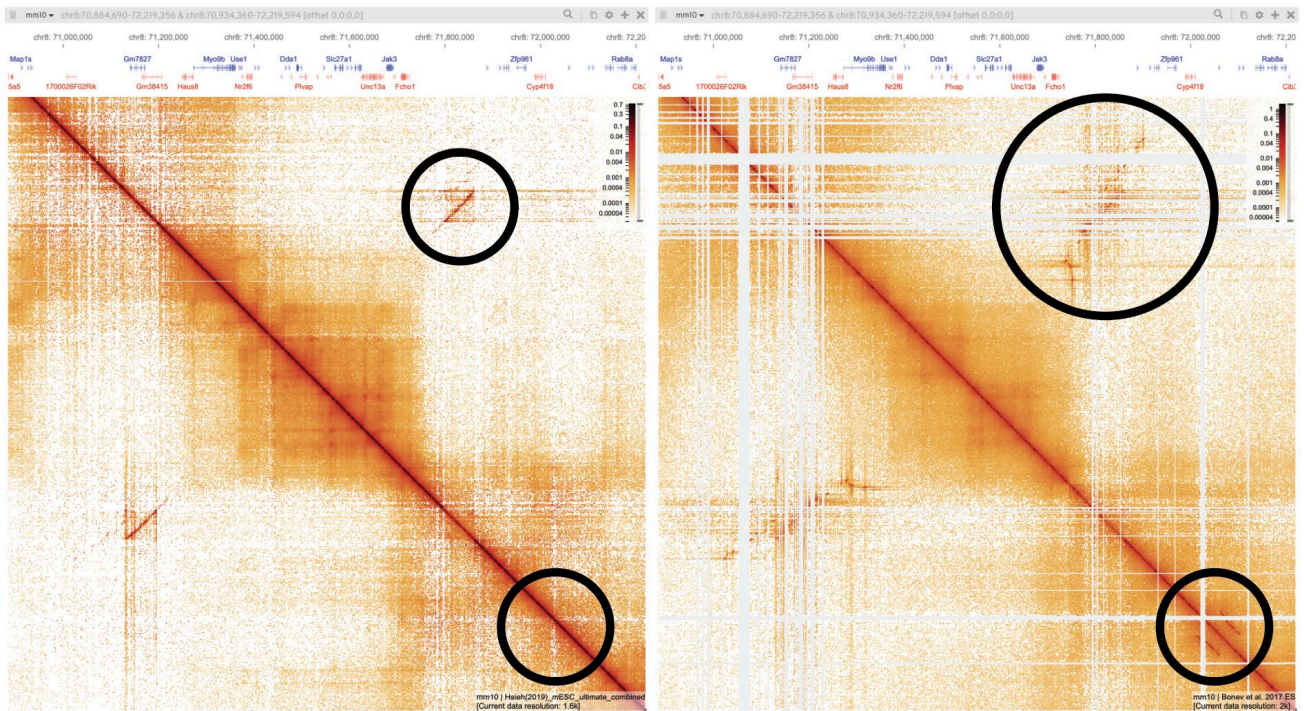 mm10 chr8:70,884,690-72,219,356 & chr8:70,934,360-72,219,594 [offset 0,0:0,0]
chr8: 71,000,000 chr8: 71,200,000 chr8: 71,400,000 chr8: 71,600,000 chr8: 71,800,000 chr8: 72,000,000 chr8: 72,2
Map1s Gm7827 Myo9b Use1 Dda1 Slc27a1 Jak3 Zfp961 Rab8a
5a5 1700026F02Rik Gm38415 Haus8 Nr2f6 Plvap Unc13a Fcho1 Cyp4f18 Cib3
0.7
0.3
0.1
0.04
0.01
0.004
0.001
0.0004
0.0001
0.00004
mm10 | Hsieh(2019)_mESC_ultimate_combined
[Current data resolution: 1.6k]
mm10 chr8:70,884,690-72,219,356 & chr8:70,934,360-72,219,594 [offset 0,0:0,0]
chr8: 71,000,000 chr8: 71,200,000 chr8: 71,400,000 chr8: 71,600,000 chr8: 71,800,000 chr8: 72,000,000 chr8: 72,20
Map1s Gm7827 Myo9b Use1 Dda1 Slc27a1 Jak3 Zfp961 Rab8a
5a5 1700026F02Rik Gm38415 Haus8 Nr2f6 Plvap Unc13a Fcho1 Cyp4f18 Cib3
1
0.4
0.1
0.04
0.01
0.004
0.001
0.0004
0.0001
0.00004
mm10 | Bonev et al. 2017 ES
[Current data resolution: 2k]